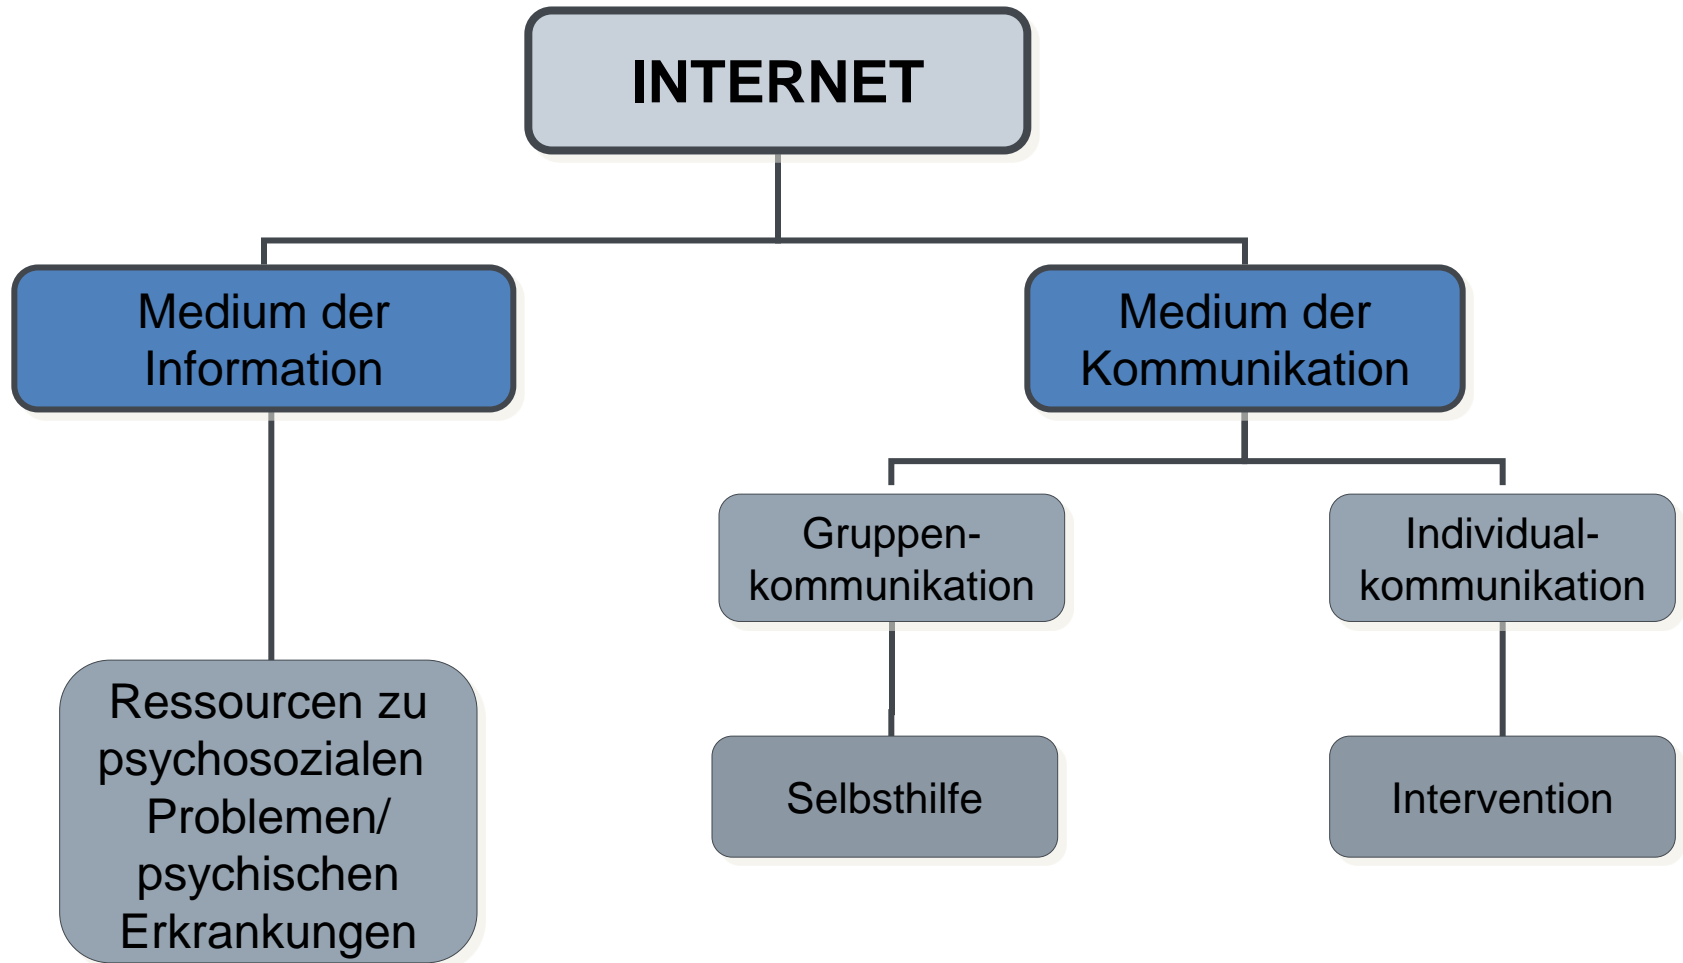 INTERNET
Medium der
Information
Medium der
Kommunikation
Gruppen-
kommunikation
Individual-
kommunikation
Ressourcen zu
psychosozialen
Problemen/
psychischen
Erkrankungen
Selbsthilfe
Intervention